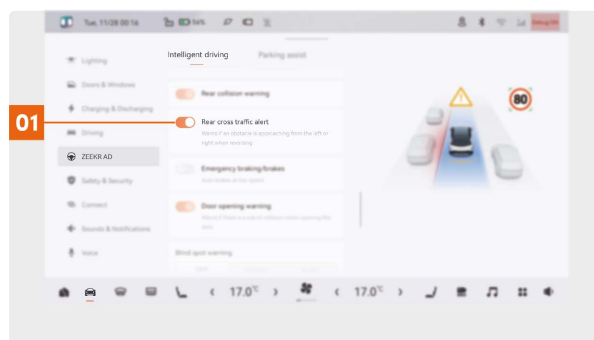 Tue, 11/28 00:16
Intelligent driving
Parking assist
Lighting
Doors & Windows
Rear collision warning
Charging & Discharging
01
Rear cross traffic alert
Warns if an obstacle is approaching from the left or
right when reversing
Driving
ZEEKR AD
Emergency braking/brakes
Safety & Security
Connect
Door opening warning
Sounds & Notifications
Voice
Blind spot warning
80
17.0℃
17.0℃